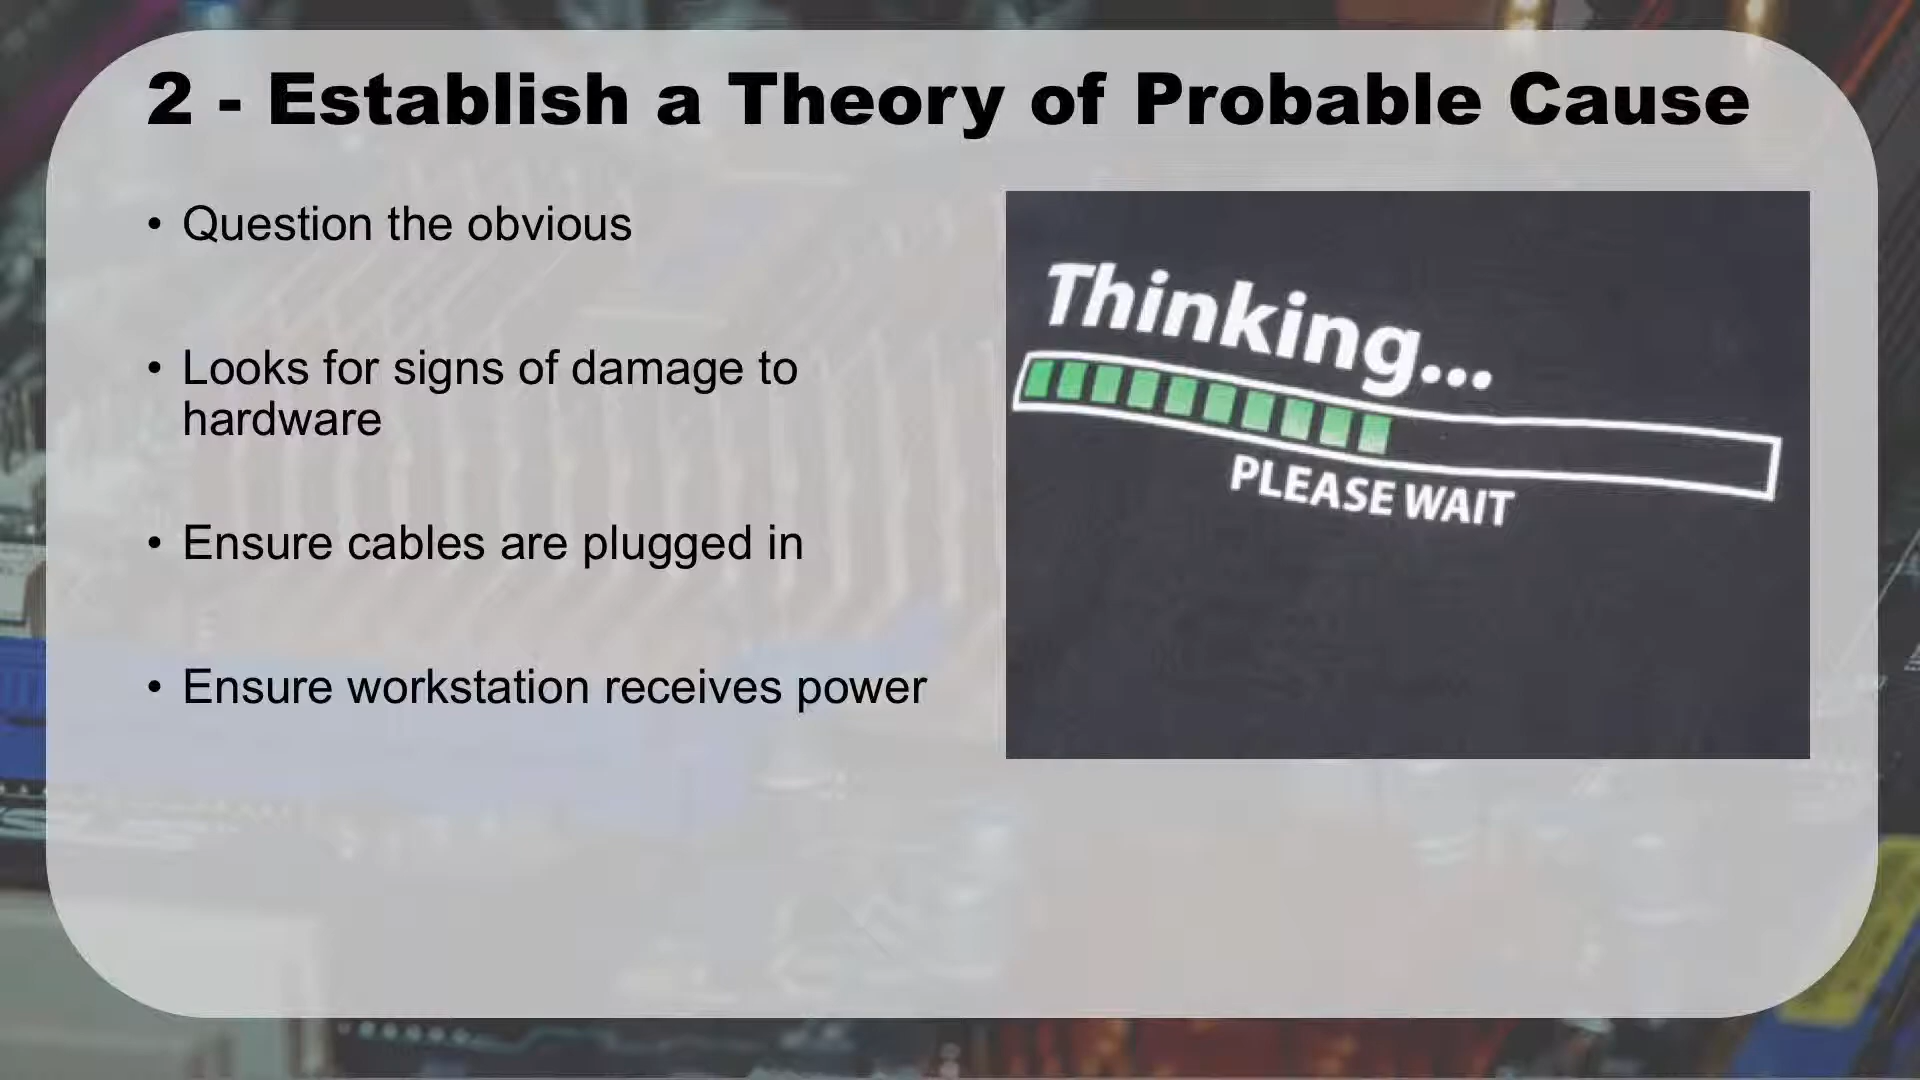 2 - Establish a Theory of Probable Cause
• Question the obvious
• Looks for signs of damage to
hardware
• Ensure cables are plugged in
• Ensure workstation receives power
Thinking...
PLEASE WAIT